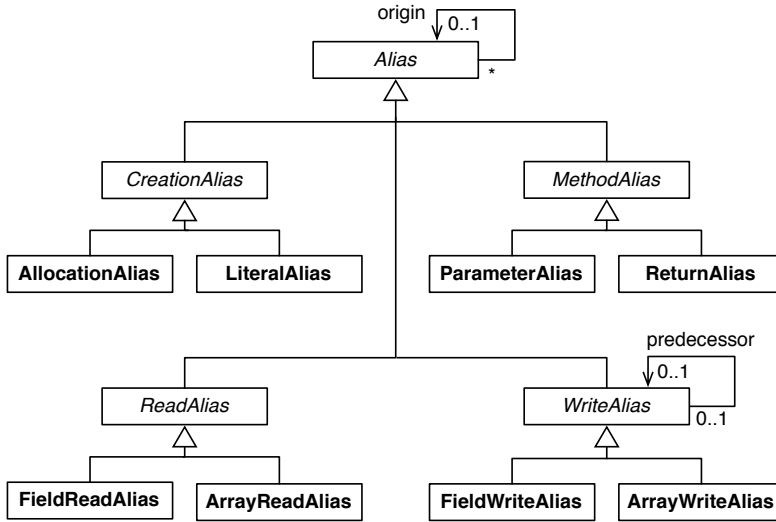 origin
0..1
Alias
*
CreationAlias
MethodAlias
AllocationAlias
LiteralAlias
ParameterAlias
ReturnAlias
predecessor
0..1
ReadAlias
WriteAlias
0..1
FieldReadAlias
ArrayReadAlias
FieldWriteAlias
ArrayWriteAlias